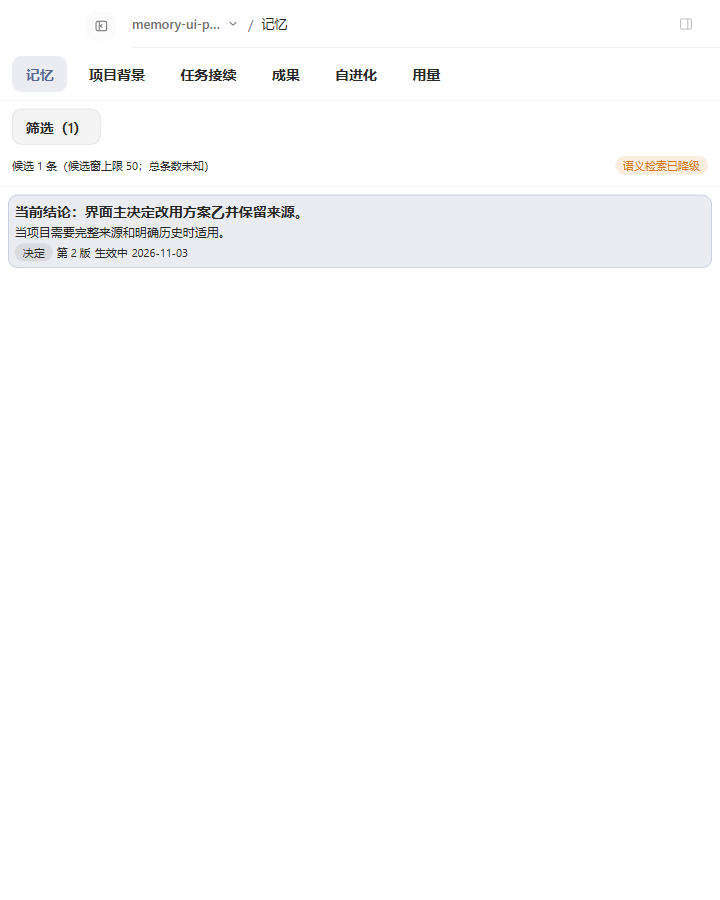 memory-ui-p... / 记忆
记忆 项目背景 任务接续 成果 自进化 用量
筛选（1）
候选 1 条（候选窗上限 50；总条数未知） 语义检索已降级
当前结论：界面主决定改用方案乙并保留来源。
当项目需要完整来源和明确历史时适用。
决定 第 2 版 生效中 2026-11-03